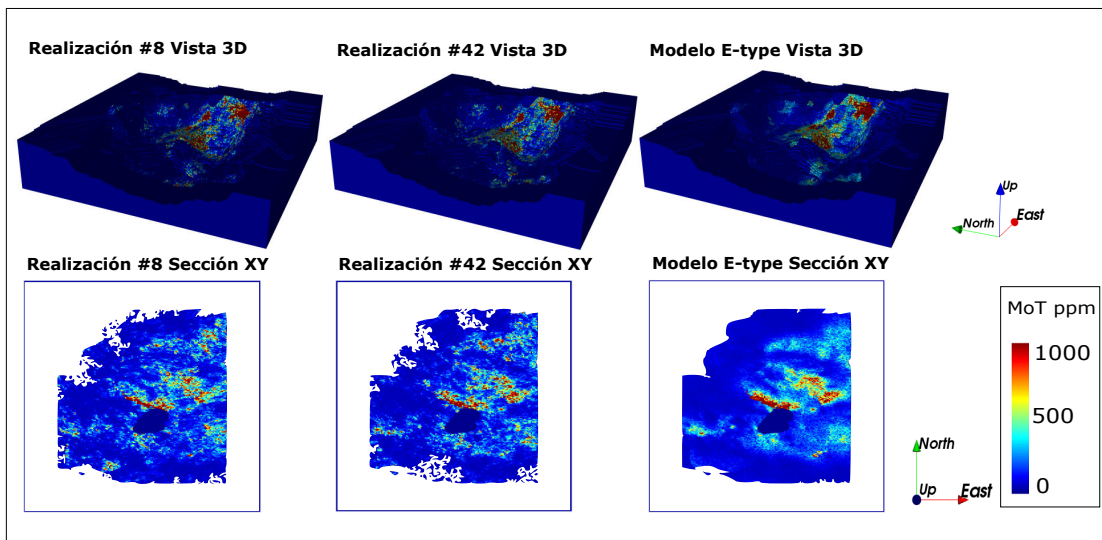 Realización #8 Vista 3D
Realización #42 Vista 3D
Modelo E-type Vista 3D
Up
North
East
Realización #8 Sección XY
Realización #42 Sección XY
Modelo E-type Sección XY
MoT ppm
1000
500
0
North
Up
East